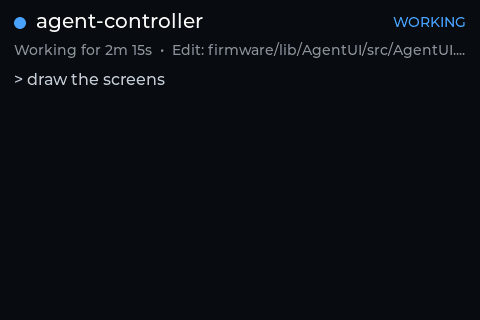 agent-controller
WORKING
Working for 2m 15s • Edit: firmware/lib/AgentUI/src/AgentUI....
> draw the screens